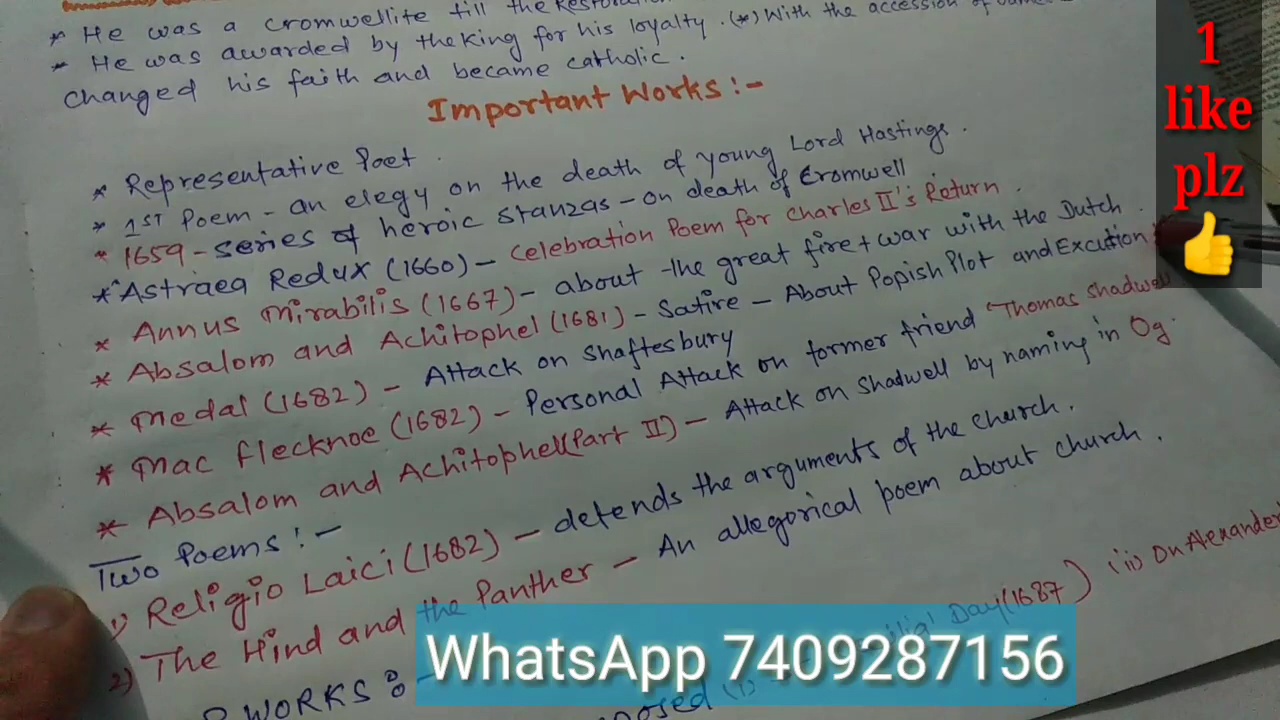 * He was a cromwellite till the Restoration
* He was awarded by the King for his loyalty. (*) With the accession of
changed his faith and became catholic.
Important Works:-
* Representative Poet.
* 1ST Poem - an elegy on the death of young Lord Hastings.
* 1659 - series of heroic stanzas - on death of Cromwell
* Astraea Redux (1660) - celebration Poem for Charles II's Return.
* Annus Mirabilis (1667) - about the great fire + war with the Dutch.
* Absalom and Achitophel (1681) - Satire - About Popish Plot and Excution
* Medal (1682) - Attack on Shaftesbury
* Mac Flecknoe (1682) - Personal Attack on former friend "Thomas Shadwell
* Absalom and Achitophel (Part II) - Attack on Shadwell by naming in Og.
Two Poems:-
1) Religio Laici (1682) - defends the arguments of the church.
2) The Hind and the Panther - An allegorical poem about church.
WORKS:-
Day (1687) (ii) On Alexander
1
like
plz
WhatsApp 7409287156